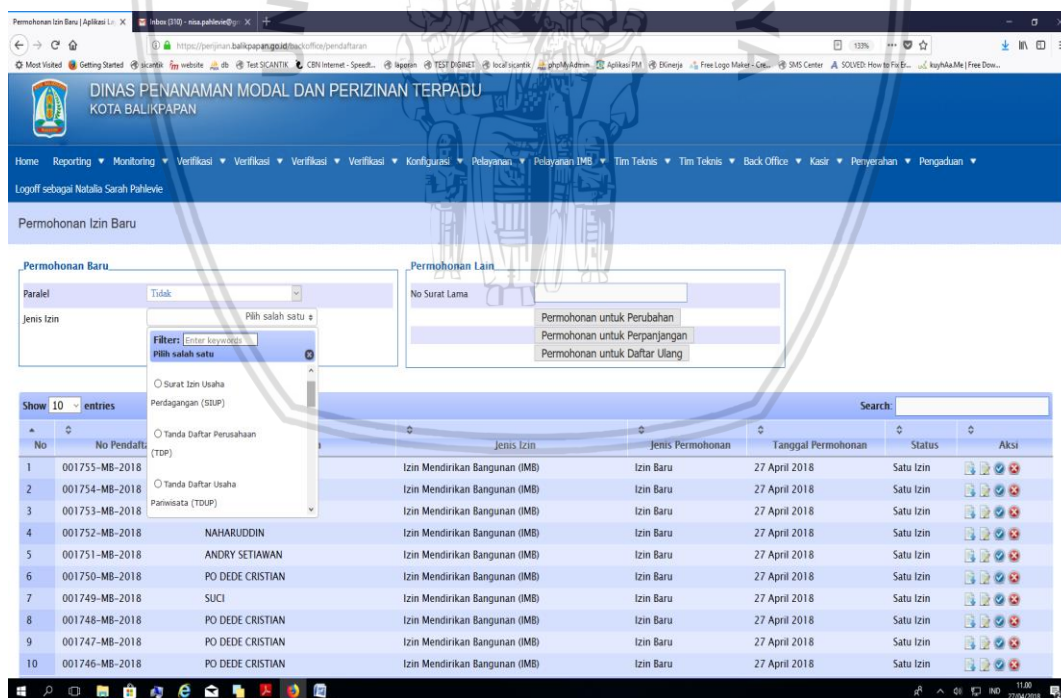 Permohonan Izin Baru | Aplikasi La
Inbox (310) - nisa.pahlevie@gm
https://perijinan.balikpapan.go.id/backoffice/pendaftaran
133%
Most Visited Getting Started sicantik website db Test SICANTIK CBN Internet - Speedt... laporan TEST DIGINET local sicantik phpMyAdmin Aplikasi PM EKinerja Free Logo Maker - Cre... SMS Center SOLVED: How to Fix Er... kuyhAa.Me | Free Dow...
DINAS PENANAMAN MODAL DAN PERIZINAN TERPADU
KOTA BALIKPAPAN
Home Reporting Monitoring Verifikasi Verifikasi Verifikasi Verifikasi Konfigurasi Pelayanan Pelayanan IMB Tim Teknis Tim Teknis Back Office Kasir Penyerahan Pengaduan
Logoff sebagai Natalia Sarah Pahlevie
Permohonan Izin Baru
Permohonan Baru
Paralel Tidak
Jenis Izin Pilih salah satu
Filter: Enter keywords
Pilih salah satu
Surat Izin Usaha
Perdagangan (SIUP)
Tanda Daftar Perusahaan
(TDP)
Tanda Daftar Usaha
Pariwisata (TDUP)
Permohonan Lain
No Surat Lama
Permohonan untuk Perubahan
Permohonan untuk Perpanjangan
Permohonan untuk Daftar Ulang
Show 10 entries Search:
No No Pendafta Jenis Izin Jenis Permohonan Tanggal Permohonan Status Aksi
1 001755-MB-2018 Izin Mendirikan Bangunan (IMB) Izin Baru 27 April 2018 Satu Izin
2 001754-MB-2018 Izin Mendirikan Bangunan (IMB) Izin Baru 27 April 2018 Satu Izin
3 001753-MB-2018 Izin Mendirikan Bangunan (IMB) Izin Baru 27 April 2018 Satu Izin
4 001752-MB-2018 NAHARUDDIN Izin Mendirikan Bangunan (IMB) Izin Baru 27 April 2018 Satu Izin
5 001751-MB-2018 ANDRY SETIAWAN Izin Mendirikan Bangunan (IMB) Izin Baru 27 April 2018 Satu Izin
6 001750-MB-2018 PO DEDE CRISTIAN Izin Mendirikan Bangunan (IMB) Izin Baru 27 April 2018 Satu Izin
7 001749-MB-2018 SUCI Izin Mendirikan Bangunan (IMB) Izin Baru 27 April 2018 Satu Izin
8 001748-MB-2018 PO DEDE CRISTIAN Izin Mendirikan Bangunan (IMB) Izin Baru 27 April 2018 Satu Izin
9 001747-MB-2018 PO DEDE CRISTIAN Izin Mendirikan Bangunan (IMB) Izin Baru 27 April 2018 Satu Izin
10 001746-MB-2018 PO DEDE CRISTIAN Izin Mendirikan Bangunan (IMB) Izin Baru 27 April 2018 Satu Izin
IND 11.00
27/04/2018